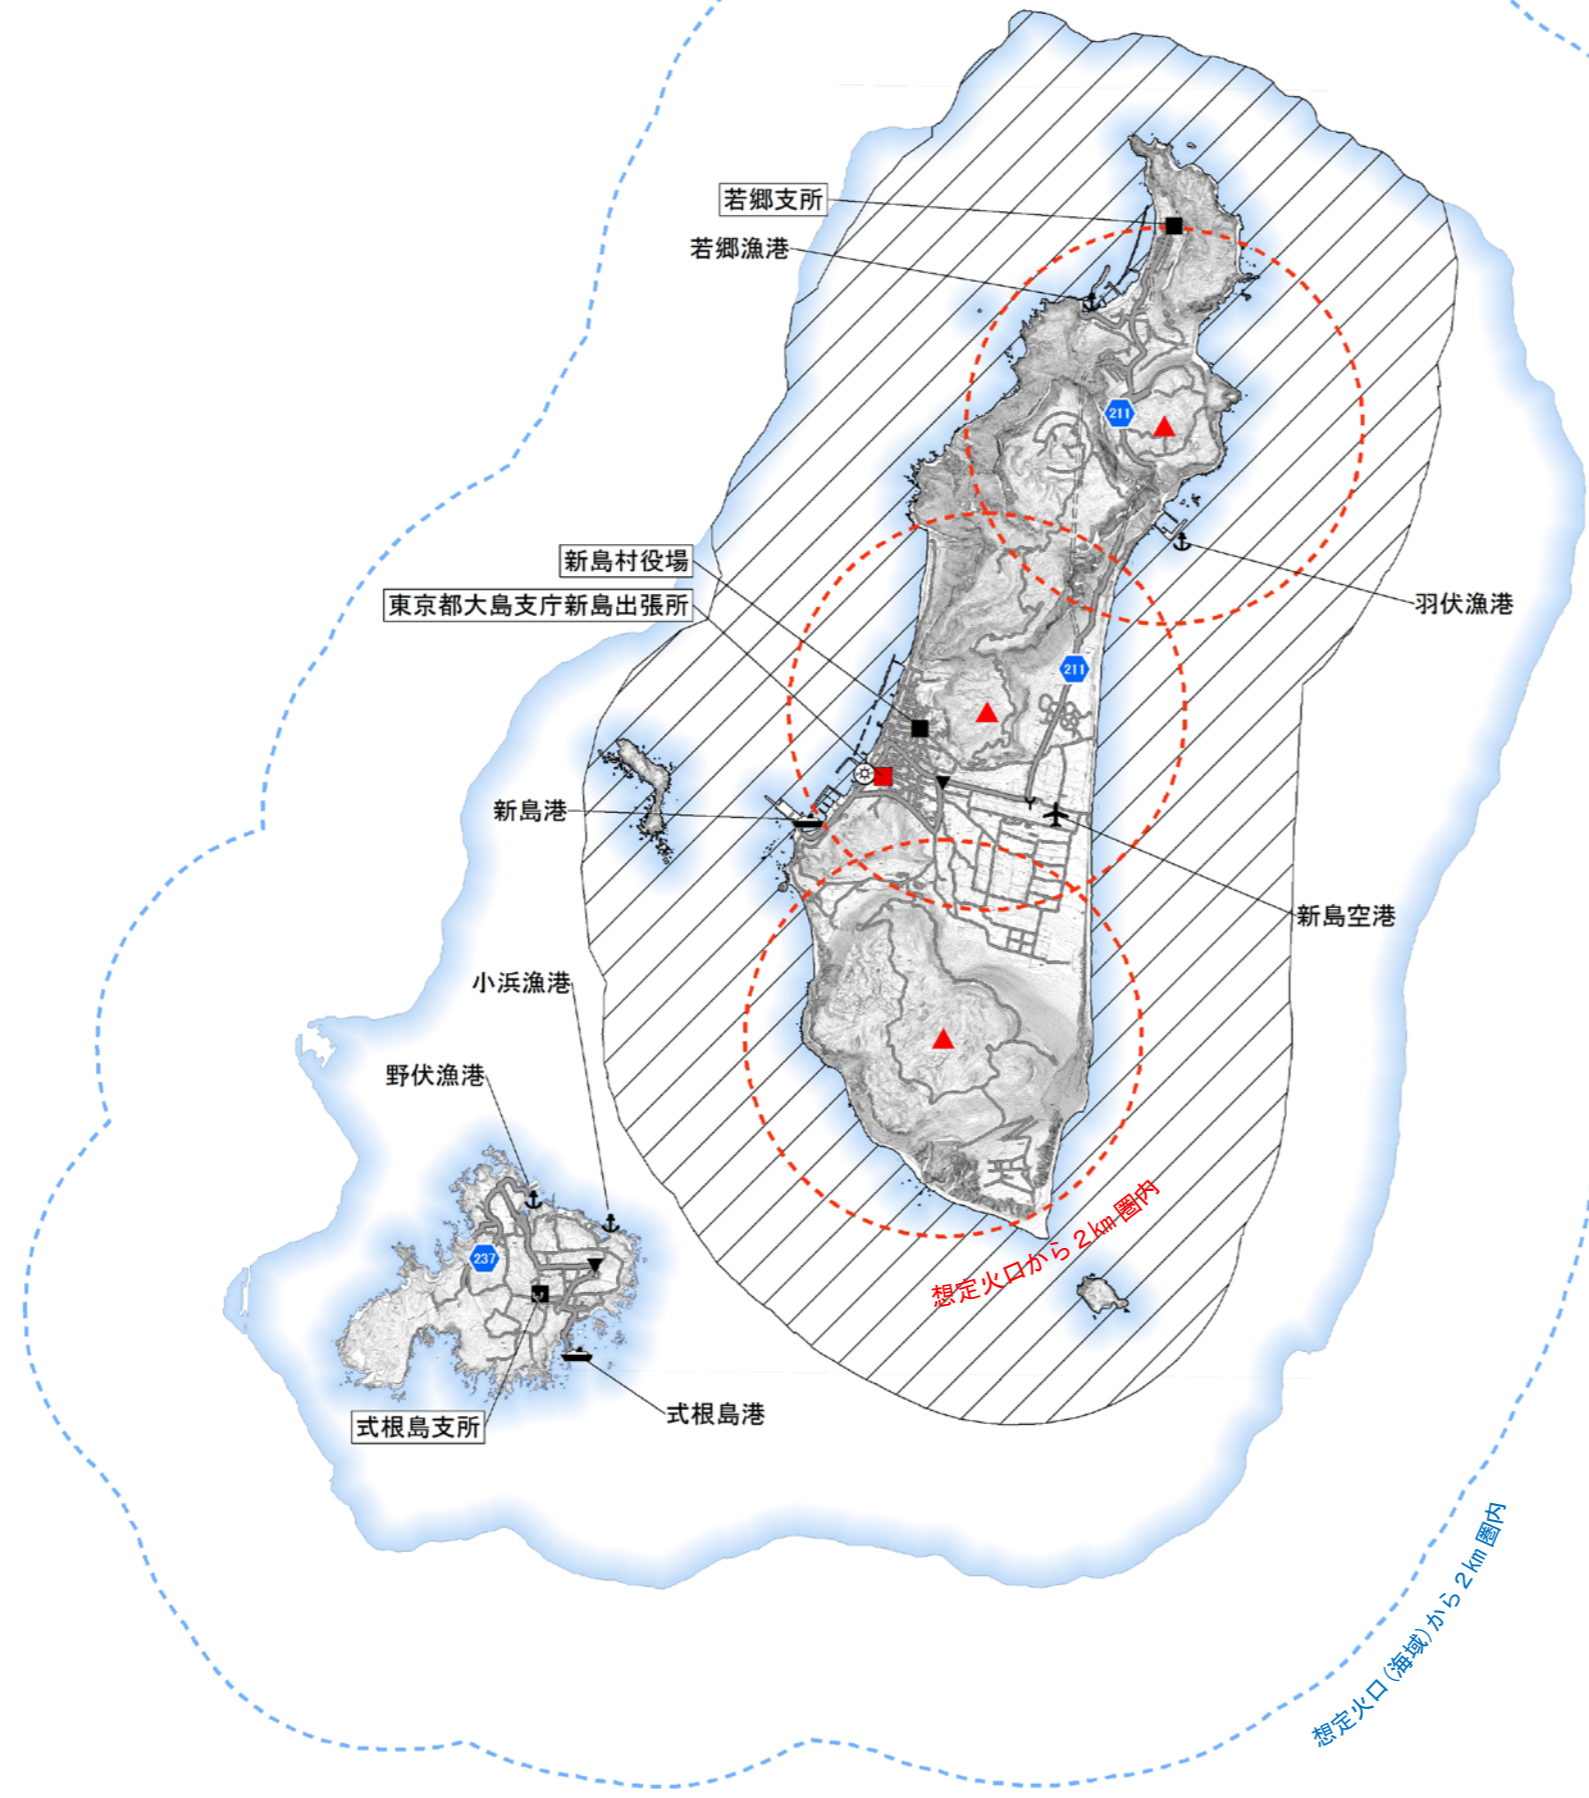 若郷支所
若郷漁港
211
新島村役場
東京都大島支庁新島出張所
羽伏漁港
211
新島港
新島空港
小浜漁港
野伏漁港
想定火口から2km圏内
237
式根島支所
式根島港
想定火口(海域)から2km圏内